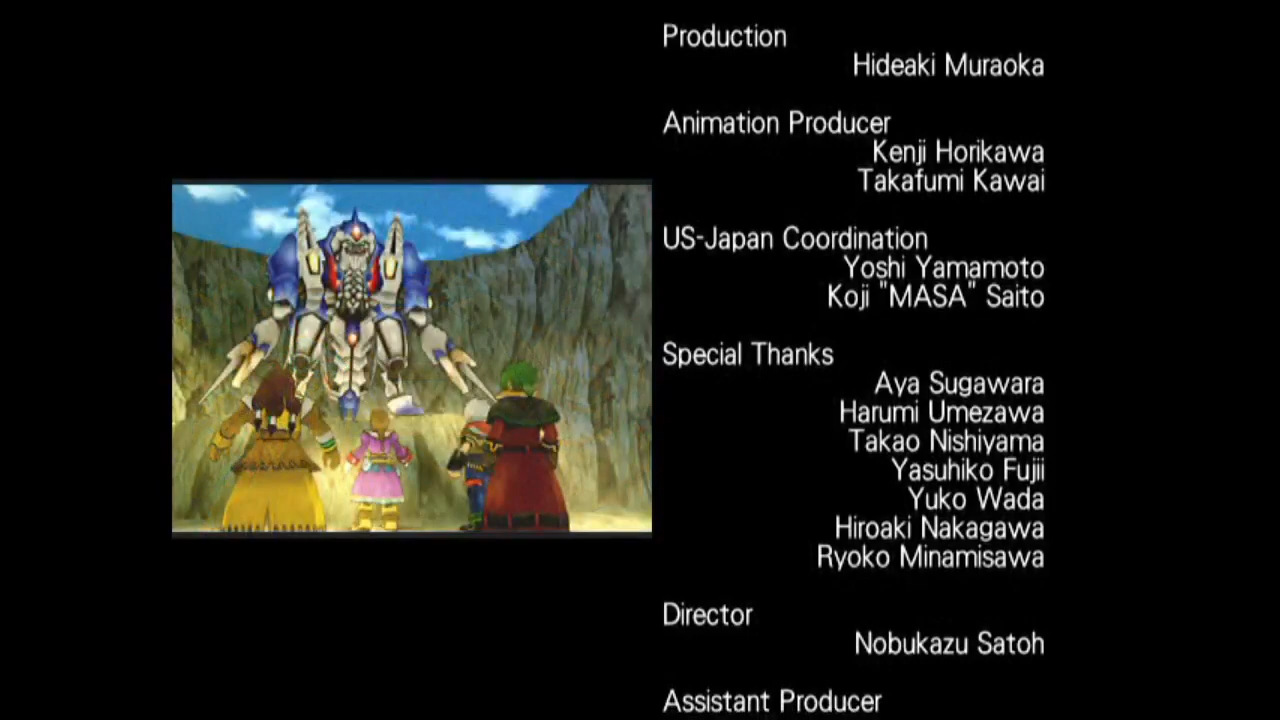 Production
Hideaki Muraoka
Animation Producer
Kenji Horikawa
Takafumi Kawai
US-Japan Coordination
Yoshi Yamamoto
Koji "MASA" Saito
Special Thanks
Aya Sugawara
Harumi Umezawa
Takao Nishiyama
Yasuhiko Fujii
Yuko Wada
Hiroaki Nakagawa
Ryoko Minamisawa
Director
Nobukazu Satoh
Assistant Producer